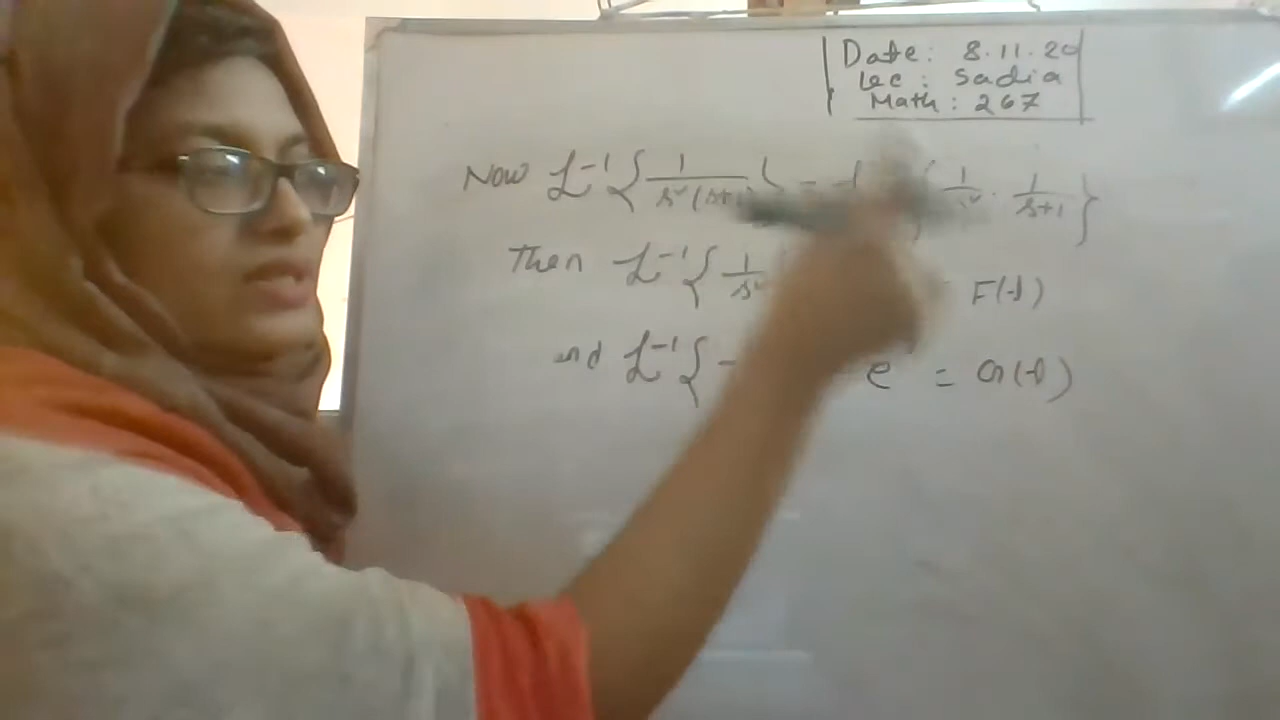 Date: 8.11.20
Lec: Sadia
Math: 267
Now ℒ⁻¹{ 1/s²(s+1) } = { 1/s² · 1/s+1 }
Then ℒ⁻¹{ 1/s² = F(t)
and ℒ⁻¹{ e = G(t)